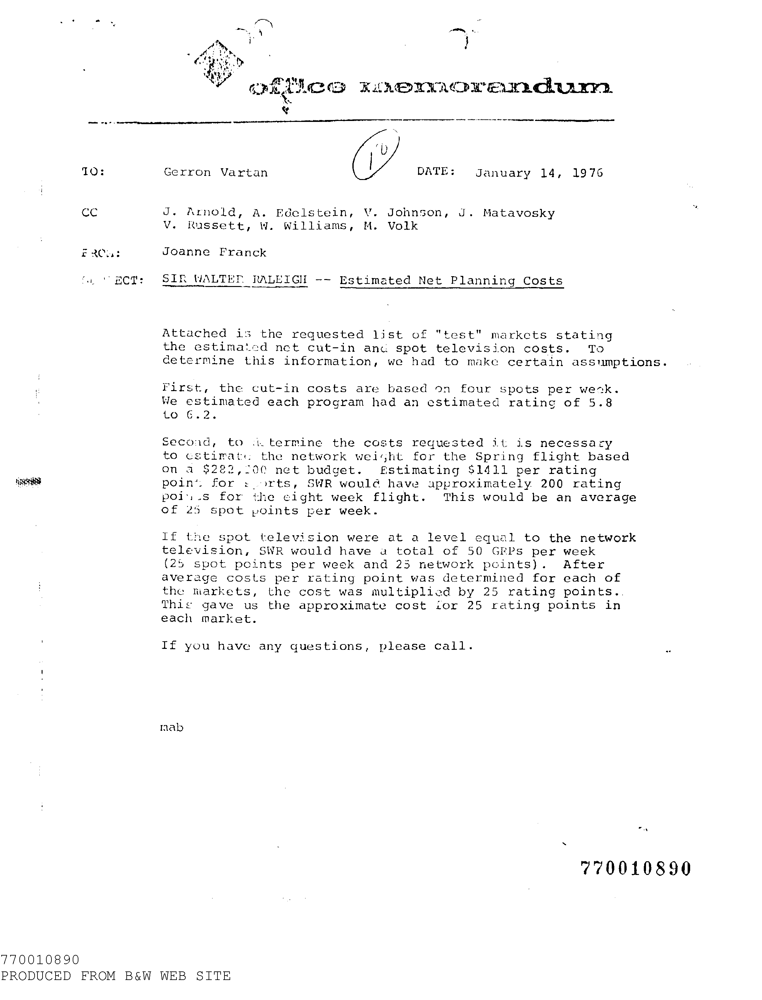 office memorandum
10
TO: Gerron Vartan DATE: January 14, 1976
CC J. Arnold, A. Edelstein, V. Johnson, J. Matavosky
V. Russett, W. Williams, M. Volk
FROM: Joanne Franck
SUBJECT: SIR WALTER RALEIGH -- Estimated Net Planning Costs
Attached is the requested list of "test" markets stating
the estimated net cut-in and spot television costs. To
determine this information, we had to make certain assumptions.
First, the cut-in costs are based on four spots per week.
We estimated each program had an estimated rating of 5.8
to 6.2.
Second, to determine the costs requested it is necessary
to estimate the network weight for the Spring flight based
on a net budget. Estimating $1411 per rating
point for sports, SWR would have approximately 200 rating
points for the eight week flight. This would be an average
of 25 spot points per week.
If the spot television were at a level equal to the network
television, SWR would have a total of 50 GRPs per week
(25 spot points per week and 25 network points). After
average costs per rating point was determined for each of
the markets, the cost was multiplied by 25 rating points.
This gave us the approximate cost for 25 rating points in
each market.
If you have any questions, please call.
mab
770010890
770010890
PRODUCED FROM B&W WEB SITE